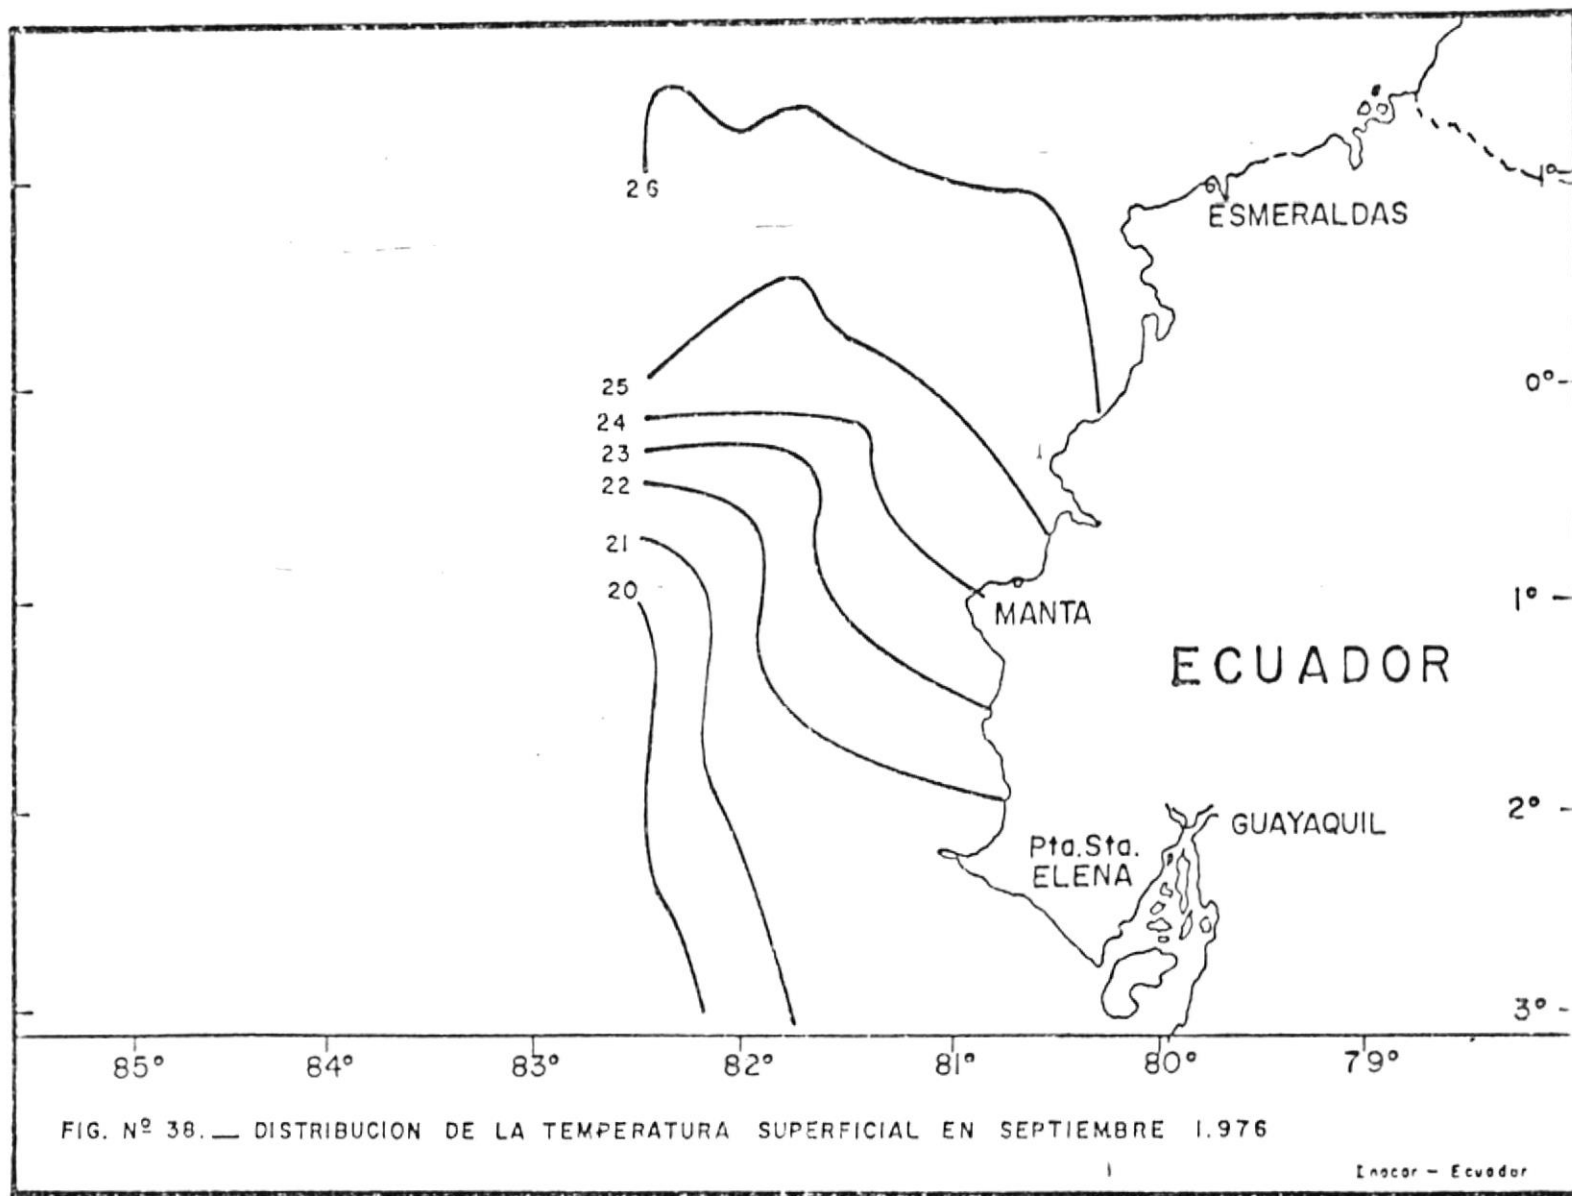 26
1°
ESMERALDAS
25
0°
24
23
22
21
20
1°
MANTA
ECUADOR
2°
GUAYAQUIL
Pta.Sta.
ELENA
3°
85° 84° 83° 82° 81° 80° 79°
FIG. Nº 38.— DISTRIBUCION DE LA TEMPERATURA SUPERFICIAL EN SEPTIEMBRE 1.976
Inocar - Ecuador